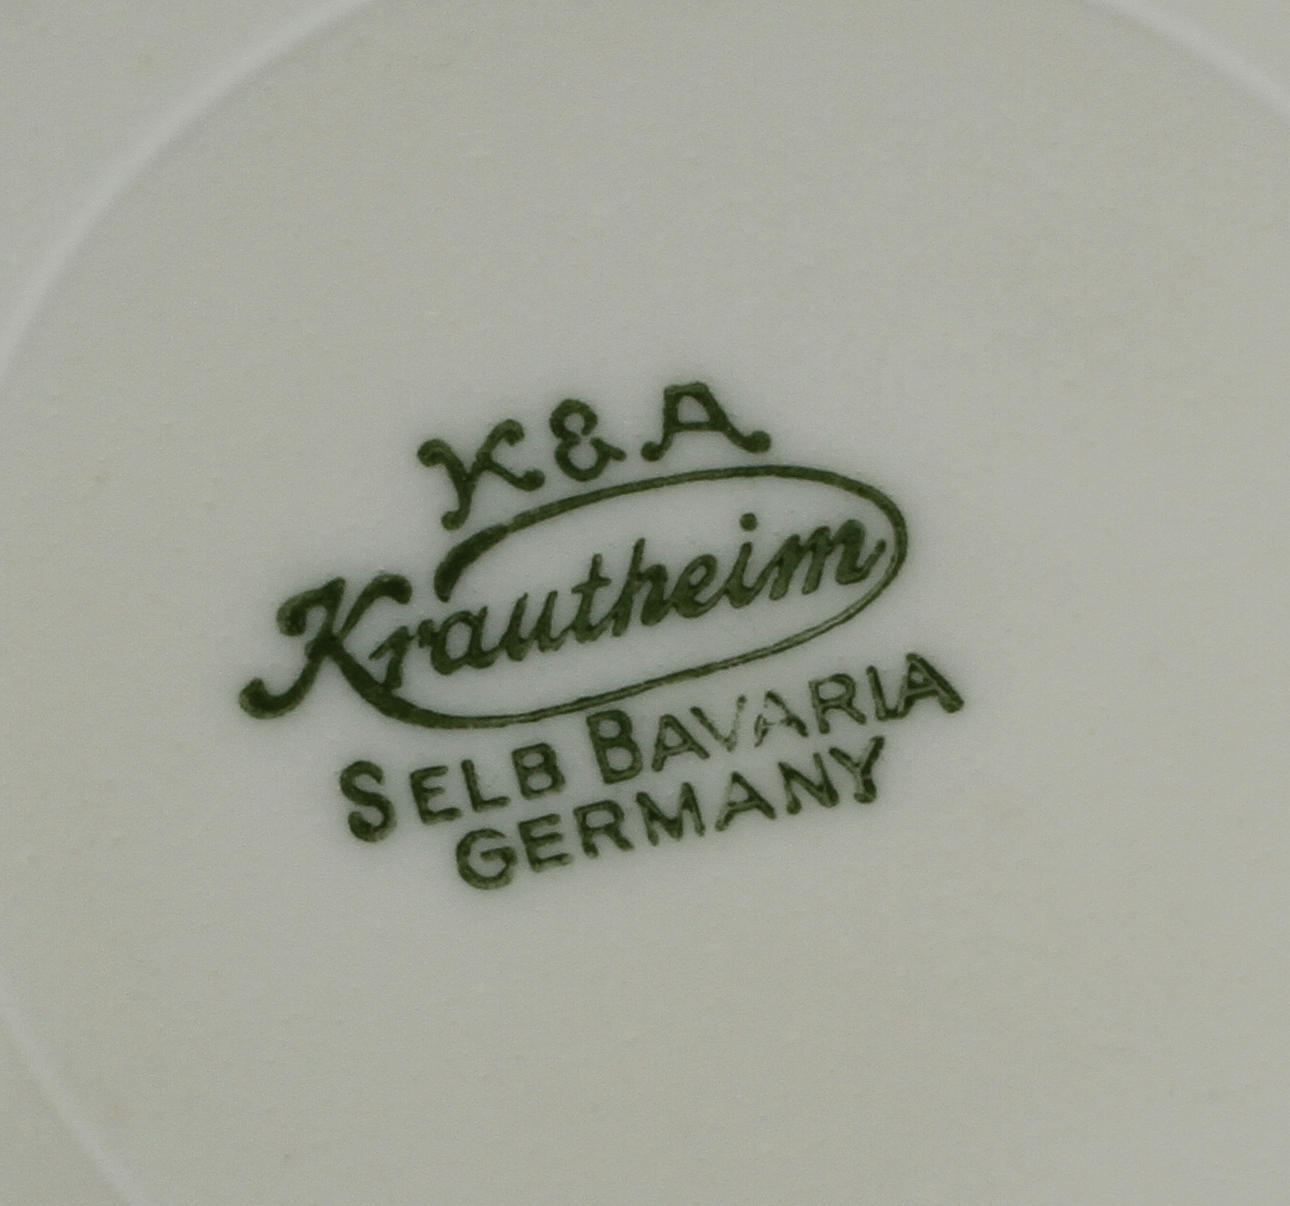 K&A
Krautheim
SELB BAVARIA
GERMANY